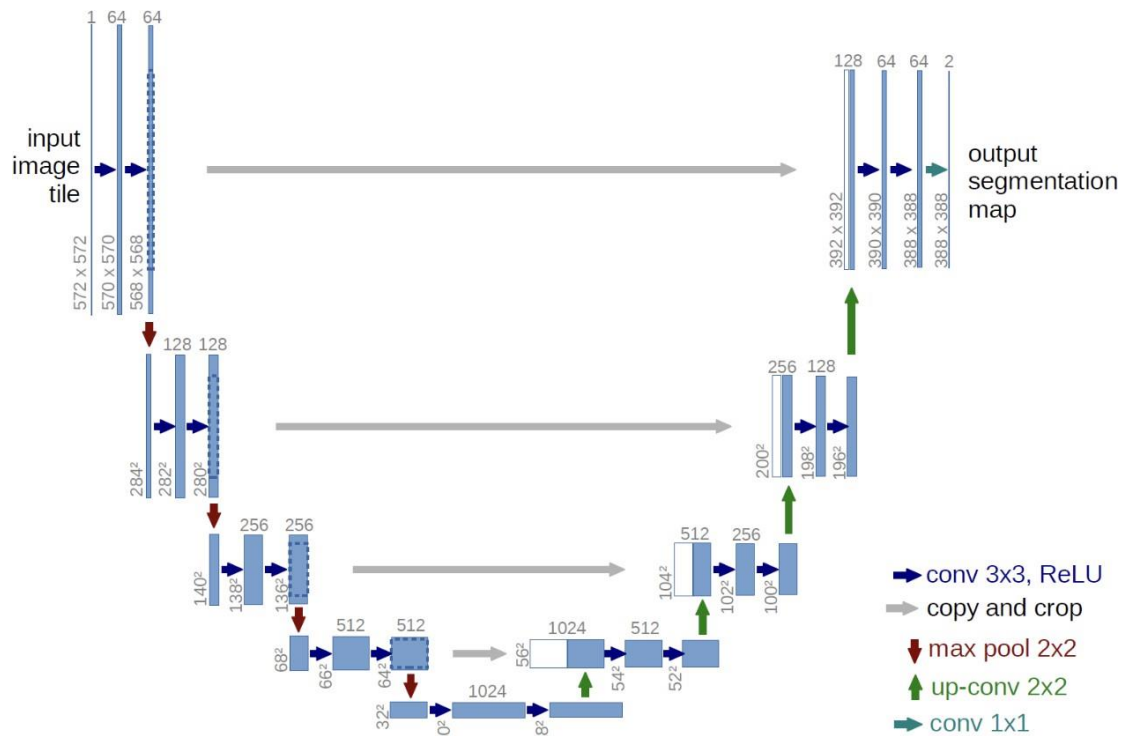 1 64 64
input
image
tile
572 x 572
570 x 570
568 x 568
128 64 64 2
output
segmentation
map
392 x 392
390 x 390
388 x 388
388 x 388
128 128
284²
282²
280²
256 128
200²
198²
196²
256 256
140²
138²
136²
512 256
104²
102²
100²
512 512
68²
66²
64²
1024 512
56²
54²
52²
1024
32²
0²
8²
conv 3x3, ReLU
copy and crop
max pool 2x2
up-conv 2x2
conv 1x1